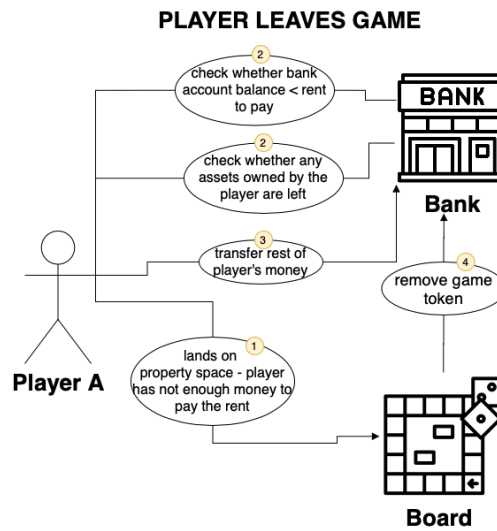 PLAYER LEAVES GAME
2
check whether bank
account balance < rent
to pay
BANK
2
check whether any
assets owned by the
player are left
Bank
3
transfer rest of
player's money
4
remove game
token
1
lands on
property space - player
has not enough money to
pay the rent
Player A
Board